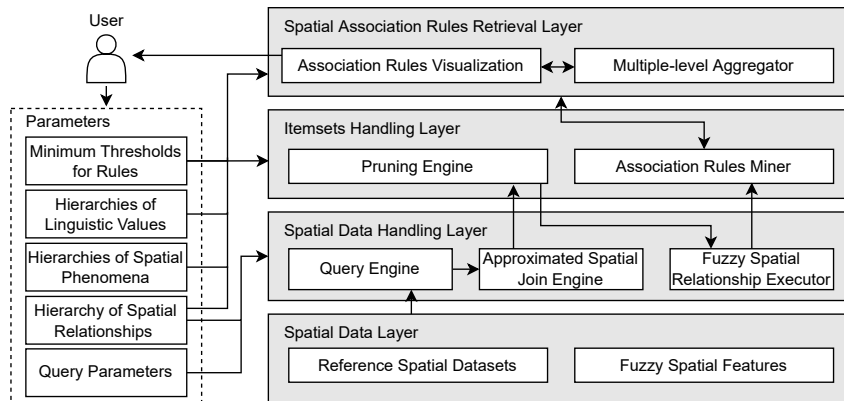 User
Parameters
Minimum Thresholds
for Rules
Hierarchies of
Linguistic Values
Hierarchies of Spatial
Phenomena
Hierarchy of Spatial
Relationships
Query Parameters
Spatial Association Rules Retrieval Layer
Association Rules Visualization
Multiple-level Aggregator
Itemsets Handling Layer
Pruning Engine
Association Rules Miner
Spatial Data Handling Layer
Query Engine
Approximated Spatial
Join Engine
Fuzzy Spatial
Relationship Executor
Spatial Data Layer
Reference Spatial Datasets
Fuzzy Spatial Features